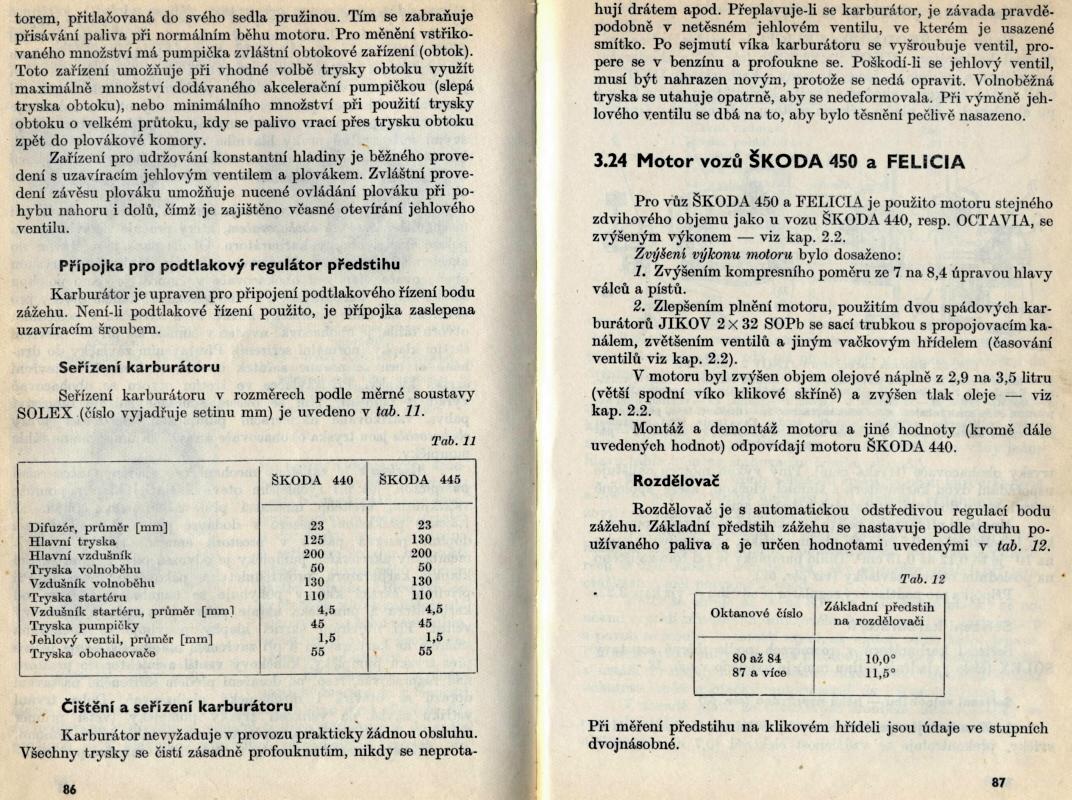 torem, přitlačovaná do svého sedla pružinou. Tím se zabraňuje
přisávání paliva při normálním běhu motoru. Pro měnění vstřiko-
vaného množství má pumpička zvláštní obtokové zařízení (obtok).
Toto zařízení umožňuje při vhodné volbě trysky obtoku využít
maximálně množství dodávaného akcelerační pumpičkou (slepá
tryska obtoku), nebo minimálního množství při použití trysky
obtoku o velkém průtoku, kdy se palivo vrací přes trysku obtoku
zpět do plovákové komory.
Zařízení pro udržování konstantní hladiny je běžného prove-
dení s uzavíracím jehlovým ventilem a plovákem. Zvláštní prove-
dení závěsu plováku umožňuje nucené ovládání plováku při po-
hybu nahoru i dolů, čímž je zajištěno včasné otevírání jehlového
ventilu.
Přípojka pro podtlakový regulátor předstihu
Karburátor je upraven pro připojení podtlakového řízení bodu
zážehu. Není-li podtlakové řízení použito, je přípojka zaslepena
uzavíracím šroubem.
Seřízení karburátoru
Seřízení karburátoru v rozměrech podle měrné soustavy
SOLEX (číslo vyjadřuje setinu mm) je uvedeno v tab. 11.
Tab. 11
ŠKODA 440 ŠKODA 445
Difuzér, průměr [mm] 23 23
Hlavní tryska 125 130
Hlavní vzdušník 200 200
Tryska volnoběhu 50 50
Vzdušník volnoběhu 130 130
Tryska startéru 110 110
Vzdušník startéru, průměr [mm] 4,5 4,5
Tryska pumpičky 45 45
Jehlový ventil, průměr [mm] 1,5 1,5
Tryska obohacovače 55 55
Čištění a seřízení karburátoru
Karburátor nevyžaduje v provozu prakticky žádnou obsluhu.
Všechny trysky se čistí zásadně profouknutím, nikdy se neprota-
86
hují drátem apod. Přeplavuje-li se karburátor, je závada pravdě-
podobně v netěsném jehlovém ventilu, ve kterém je usazené
smítko. Po sejmutí víka karburátoru se vyšroubuje ventil, pro-
pere se v benzínu a profoukne se. Poškodí-li se jehlový ventil,
musí být nahrazen novým, protože se nedá opravit. Volnoběžná
tryska se utahuje opatrně, aby se nedeformovala. Při výměně jeh-
lového ventilu se dbá na to, aby bylo těsnění pečlivě nasazeno.
3.24 Motor vozů ŠKODA 450 a FELICIA
Pro vůz ŠKODA 450 a FELICIA je použito motoru stejného
zdvihového objemu jako u vozu ŠKODA 440, resp. OCTAVIA, se
zvýšeným výkonem — viz kap. 2.2.
Zvýšení výkonu motoru bylo dosaženo:
1. Zvýšením kompresního poměru ze 7 na 8,4 úpravou hlavy
válců a pístů.
2. Zlepšením plnění motoru, použitím dvou spádových kar-
burátorů JIKOV 2×32 SOPb se sací trubkou s propojovacím ka-
nálem, zvětšením ventilů a jiným vačkovým hřídelem (časování
ventilů viz kap. 2.2).
V motoru byl zvýšen objem olejové náplně z 2,9 na 3,5 litru
(větší spodní víko klikové skříně) a zvýšen tlak oleje — viz
kap. 2.2.
Montáž a demontáž motoru a jiné hodnoty (kromě dále
uvedených hodnot) odpovídají motoru ŠKODA 440.
Rozdělovač
Rozdělovač je s automatickou odstředivou regulací bodu
zážehu. Základní předstih zážehu se nastavuje podle druhu po-
užívaného paliva a je určen hodnotami uvedenými v tab. 12.
Tab. 12
Oktanové číslo Základní předstih
na rozdělovači
80 až 84 10,0°
87 a více 11,5°
Při měření předstihu na klikovém hřídeli jsou údaje ve stupních
dvojnásobné.
87